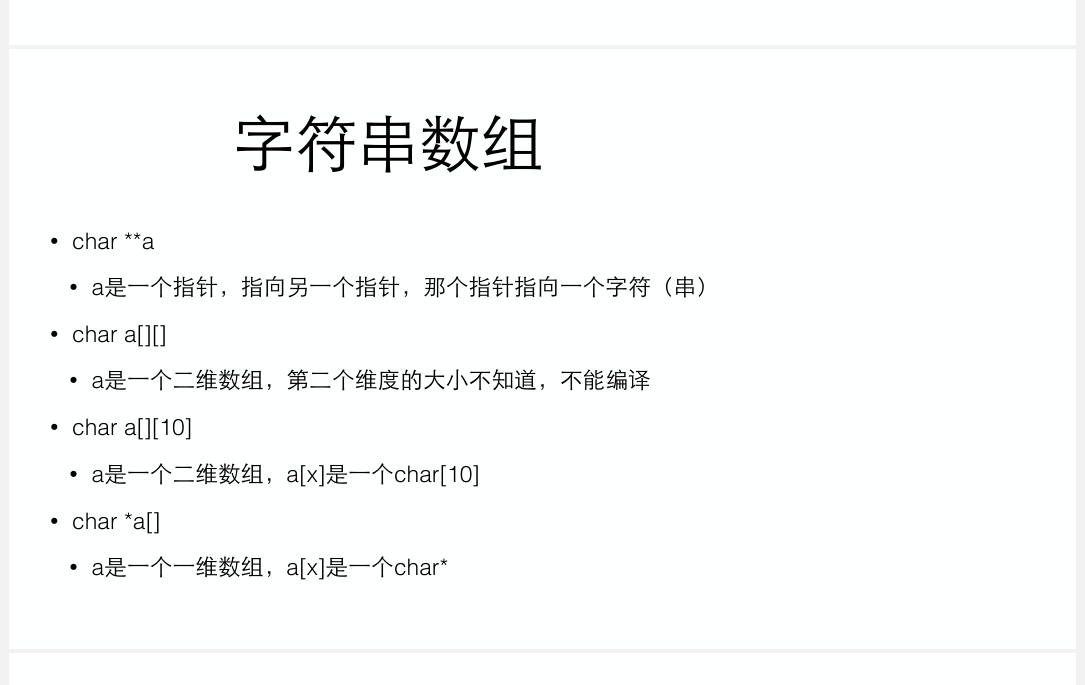 字符串数组
• char **a
• a是一个指针，指向另一个指针，那个指针指向一个字符（串）
• char a[][]
• a是一个二维数组，第二个维度的大小不知道，不能编译
• char a[][10]
• a是一个二维数组，a[x]是一个char[10]
• char *a[]
• a是一个一维数组，a[x]是一个char*